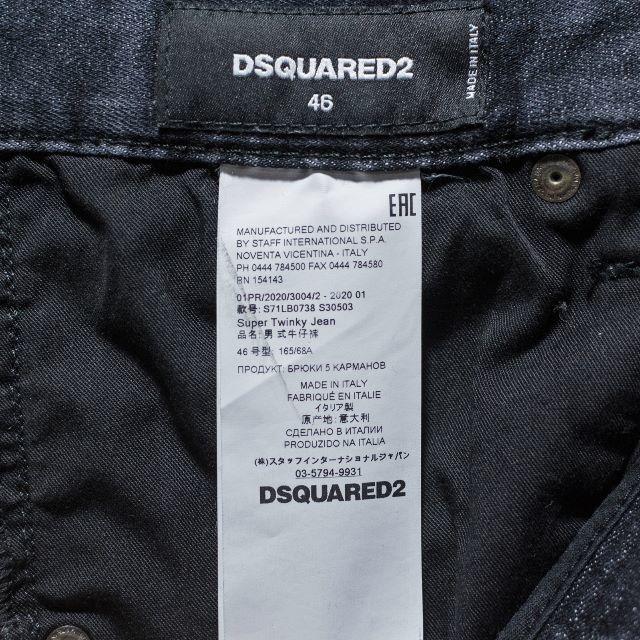 DSQUARED2
46
MADE IN ITALY
EAC
MANUFACTURED AND DISTRIBUTED
BY STAFF INTERNATIONAL S.P.A.
NOVENTA VICENTINA - ITALY
PH 0444 784500 FAX 0444 784580
RN 154143
01PR/2020/3004/2 - 2020 01
款号: S71LB0738 S30503
Super Twinky Jean
品名: 男式牛仔裤
46 号型: 165/68A
ПРОДУКТ: БРЮКИ 5 КАРМАНОВ
MADE IN ITALY
FABRIQUÉ EN ITALIE
イタリア製
原产地: 意大利
СДЕЛАНО В ИТАЛИИ
PRODUZIDO NA ITALIA
(株)スタッフインターナショナルジャパン
03-5794-9931
DSQUARED2